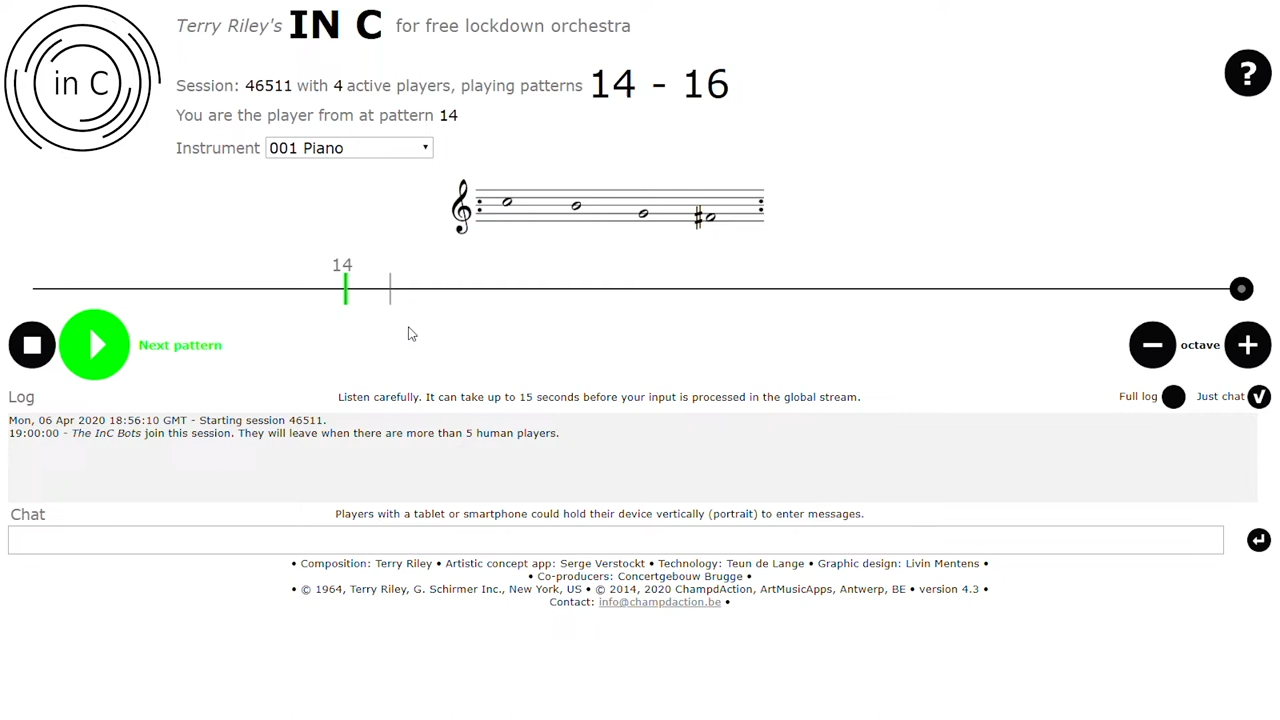 in C
Terry Riley's IN C for free lockdown orchestra
Session: 46511 with 4 active players, playing patterns 14 - 16
You are the player from at pattern 14
Instrument 001 Piano
?
14
Next pattern
octave
Log
Listen carefully. It can take up to 15 seconds before your input is processed in the global stream.
Full log Just chat
Mon, 06 Apr 2020 18:56:10 GMT - Starting session 46511.
19:00:00 - The InC Bots join this session. They will leave when there are more than 5 human players.
Chat
Players with a tablet or smartphone could hold their device vertically (portrait) to enter messages.
• Composition: Terry Riley • Artistic concept app: Serge Verstockt • Technology: Teun de Lange • Graphic design: Livin Mentens •
• Co-producers: Concertgebouw Brugge •
• © 1964, Terry Riley, G. Schirmer Inc., New York, US • © 2014, 2020 ChampdAction, ArtMusicApps, Antwerp, BE • version 4.3 •
Contact: info@champdaction.be •